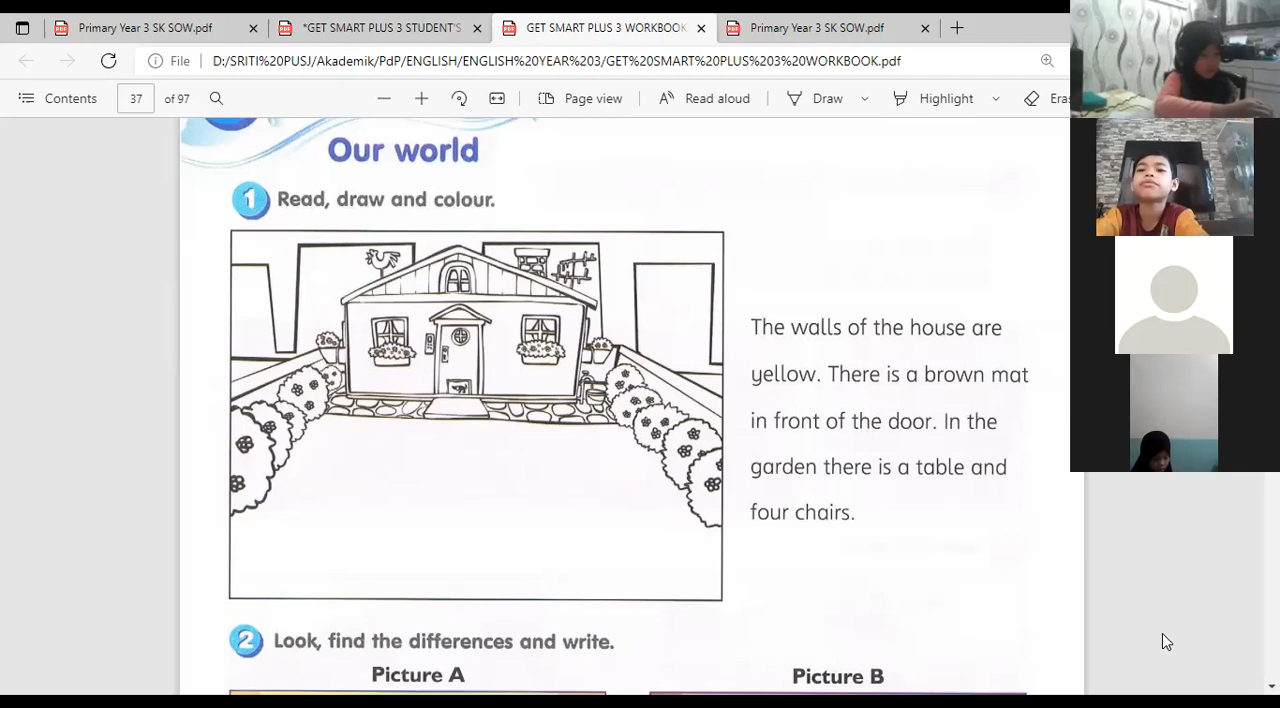 Primary Year 3 SK SOW.pdf
*GET SMART PLUS 3 STUDENT'S
GET SMART PLUS 3 WORKBOOK
Primary Year 3 SK SOW.pdf
File
D:/SRITI%20PUSJ/Akademik/PdP/ENGLISH/ENGLISH%20YEAR%203/GET%20SMART%20PLUS%203%20WORKBOOK.pdf
Contents
37
of 97
Page view
Read aloud
Draw
Highlight
Eras
Our world
1 Read, draw and colour.
The walls of the house are
yellow. There is a brown mat
in front of the door. In the
garden there is a table and
four chairs.
2 Look, find the differences and write.
Picture A
Picture B